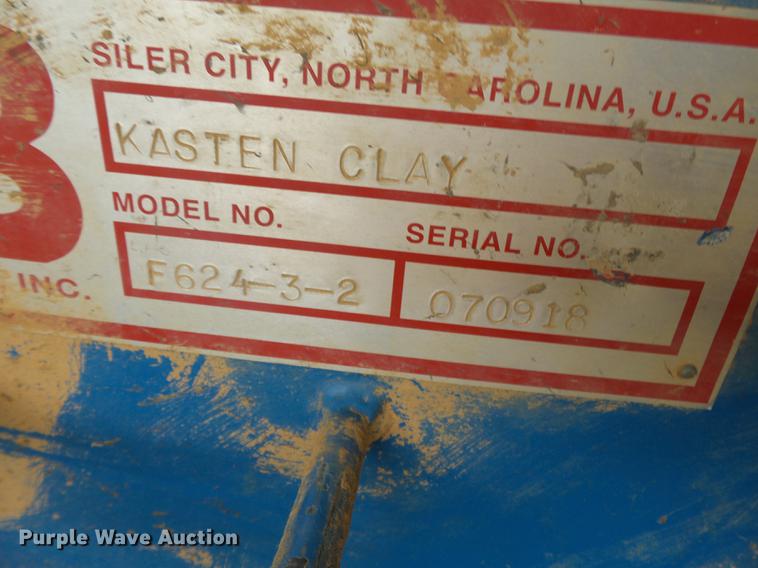 B
SILER CITY, NORTH CAROLINA, U.S.A.
KASTEN CLAY
MODEL NO.
SERIAL NO.
INC.
F624-3-2
070918
Purple Wave Auction